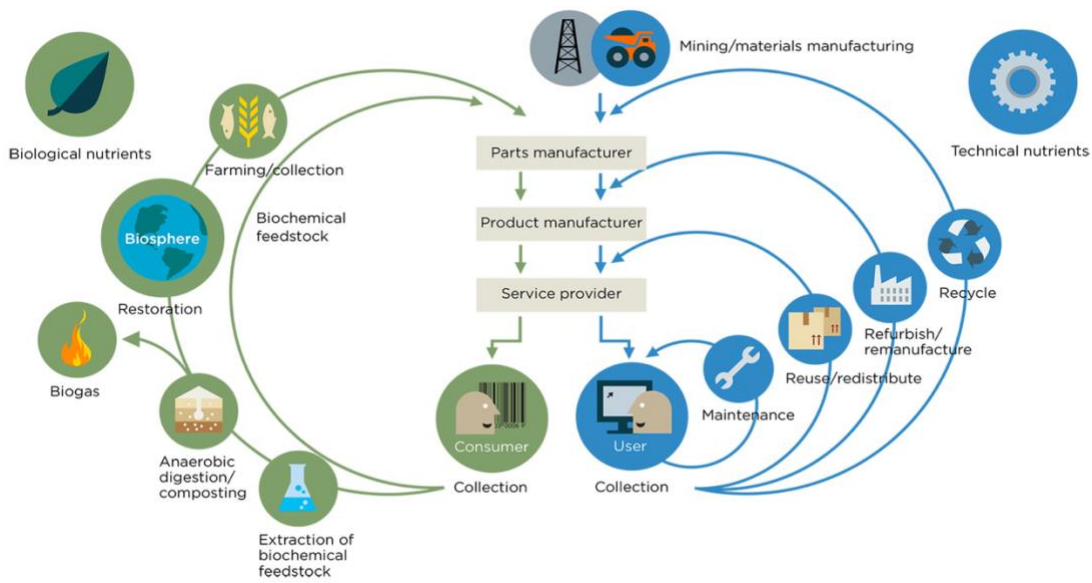 Mining/materials manufacturing
Biological nutrients
Technical nutrients
Farming/collection
Parts manufacturer
Biochemical
feedstock
Product manufacturer
Biosphere
Restoration
Service provider
Recycle
Refurbish/
remanufacture
Reuse/redistribute
Maintenance
Biogas
Consumer
User
Collection
Collection
Anaerobic
digestion/
composting
Extraction of
biochemical
feedstock